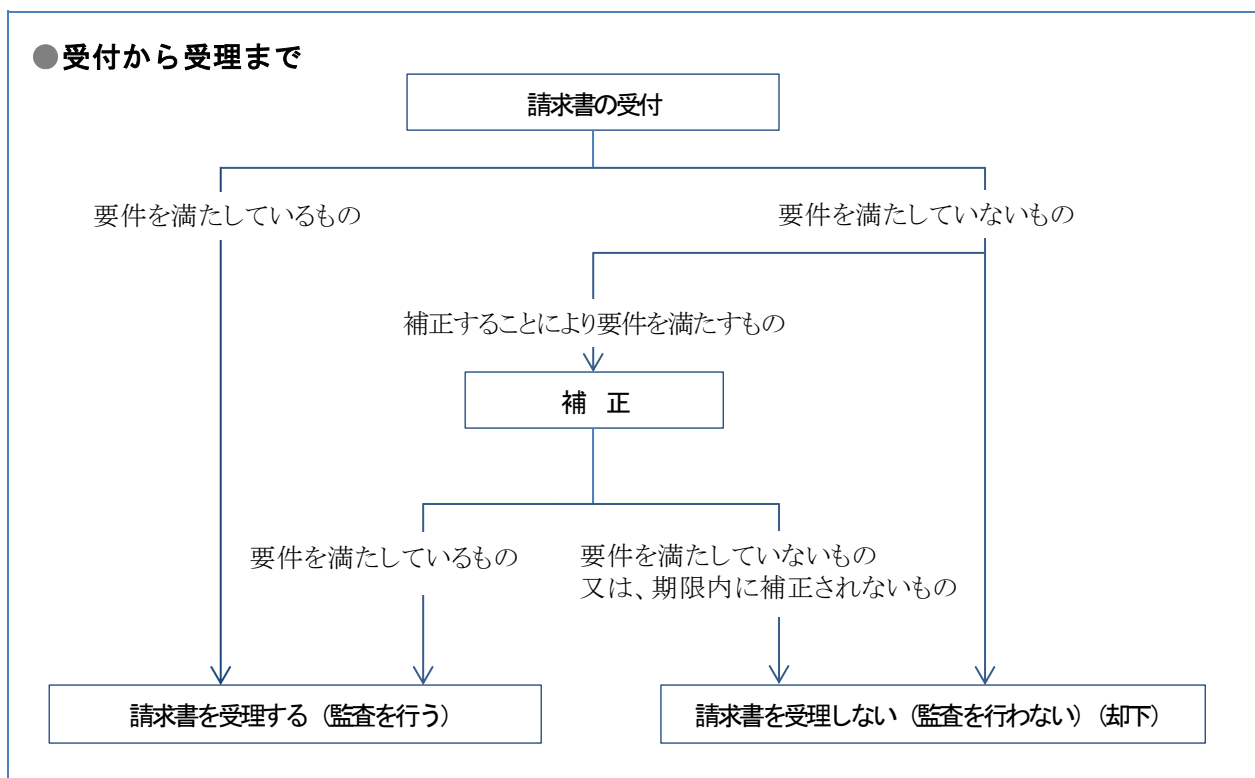 ●受付から受理まで
請求書の受付
要件を満たしているもの
要件を満たしていないもの
補正することにより要件を満たすもの
補　正
要件を満たしているもの
要件を満たしていないもの
又は、期限内に補正されないもの
請求書を受理する（監査を行う）
請求書を受理しない（監査を行わない）（却下）